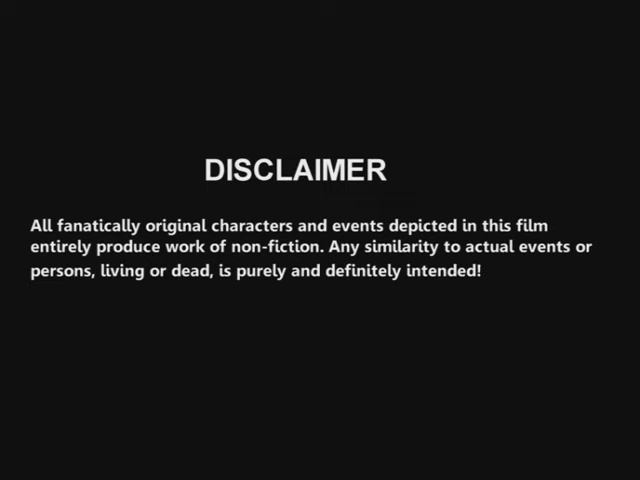 DISCLAIMER
All fanatically original characters and events depicted in this film
entirely produce work of non-fiction. Any similarity to actual events or
persons, living or dead, is purely and definitely intended!